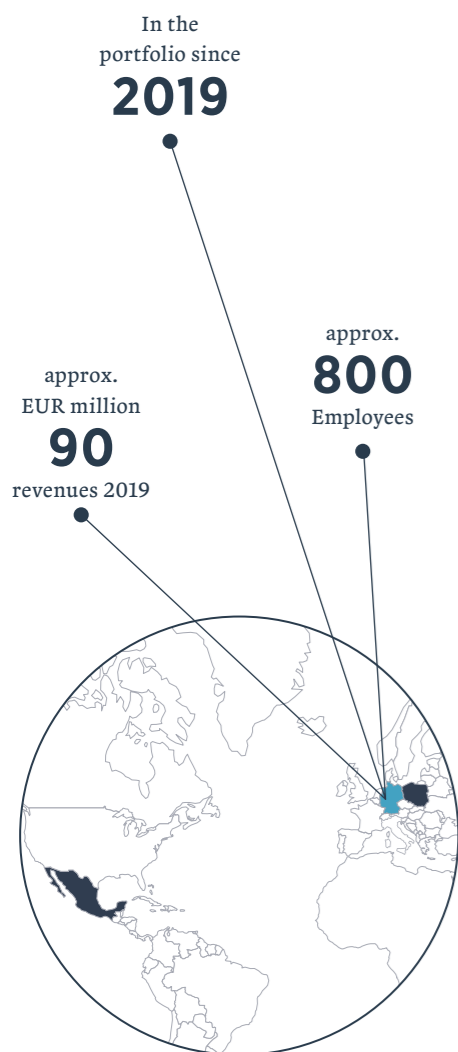 In the
portfolio since
2019
approx.
800
Employees
approx.
EUR million
90
revenues 2019